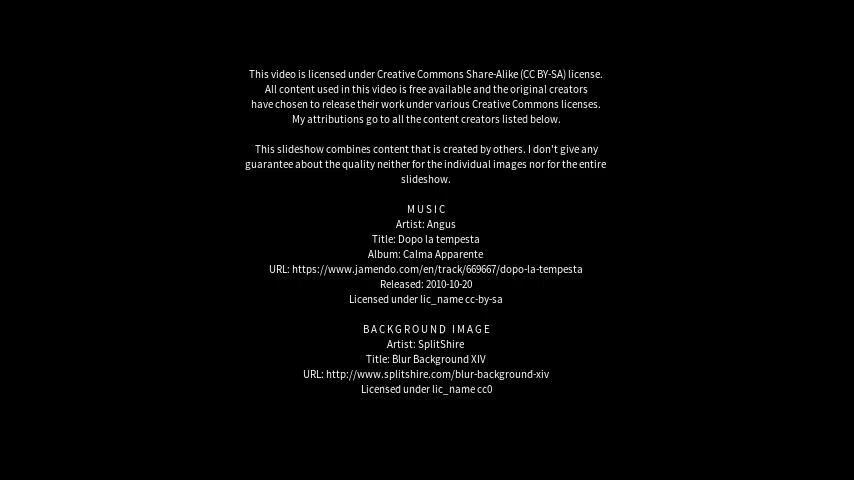 This video is licensed under Creative Commons Share-Alike (CC BY-SA) license.
All content used in this video is free available and the original creators
have chosen to release their work under various Creative Commons licenses.
My attributions go to all the content creators listed below.
This slideshow combines content that is created by others. I don't give any
guarantee about the quality neither for the individual images nor for the entire
slideshow.
MUSIC
Artist: Angus
Title: Dopo la tempesta
Album: Calma Apparente
URL: https://www.jamendo.com/en/track/669667/dopo-la-tempesta
Released: 2010-10-20
Licensed under lic_name cc-by-sa
BACKGROUND IMAGE
Artist: SplitShire
Title: Blur Background XIV
URL: http://www.splitshire.com/blur-background-xiv
Licensed under lic_name cc0